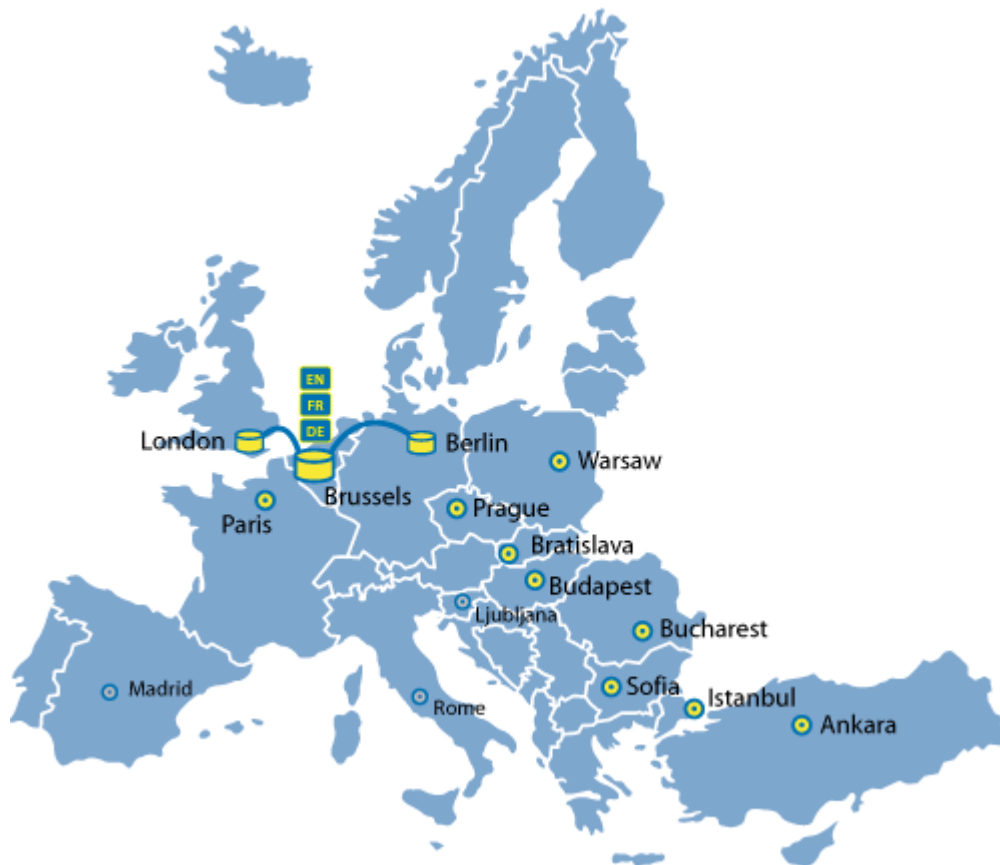 EN
FR
DE
London
Berlin
Brussels
Warsaw
Paris
Prague
Bratislava
Budapest
Ljubljana
Bucharest
Madrid
Rome
Sofia
Istanbul
Ankara